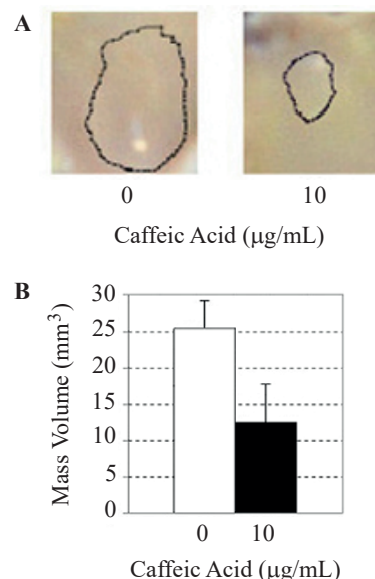 A
0 10
Caffeic Acid (μg/mL)
B
Mass Volume (mm³)
30
25
20
15
10
5
0
0 10
Caffeic Acid (μg/mL)